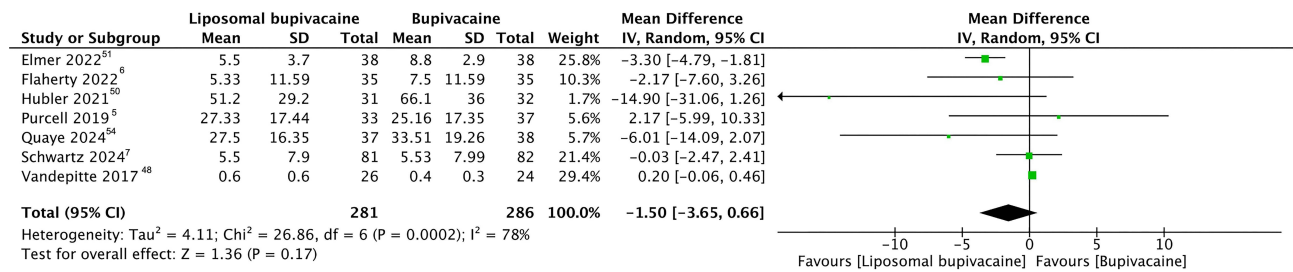 Liposomal bupivacaine Bupivacaine Mean Difference Mean Difference
Study or Subgroup Mean SD Total Mean SD Total Weight IV, Random, 95% CI IV, Random, 95% CI
Elmer 2022⁵¹ 5.5 3.7 38 8.8 2.9 38 25.8% −3.30 [−4.79, −1.81]
Flaherty 2022⁶ 5.33 11.59 35 7.5 11.59 35 10.3% −2.17 [−7.60, 3.26]
Hubler 2021⁵⁰ 51.2 29.2 31 66.1 36 32 1.7% −14.90 [−31.06, 1.26]
Purcell 2019⁵ 27.33 17.44 33 25.16 17.35 37 5.6% 2.17 [−5.99, 10.33]
Quaye 2024⁵⁴ 27.5 16.35 37 33.51 19.26 38 5.7% −6.01 [−14.09, 2.07]
Schwartz 2024⁷ 5.5 7.9 81 5.53 7.99 82 21.4% −0.03 [−2.47, 2.41]
Vandepitte 2017⁴⁸ 0.6 0.6 26 0.4 0.3 24 29.4% 0.20 [−0.06, 0.46]
Total (95% CI) 281 286 100.0% −1.50 [−3.65, 0.66]
Heterogeneity: Tau² = 4.11; Chi² = 26.86, df = 6 (P = 0.0002); I² = 78%
Test for overall effect: Z = 1.36 (P = 0.17)
−10 −5 0 5 10
Favours [Liposomal bupivacaine] Favours [Bupivacaine]